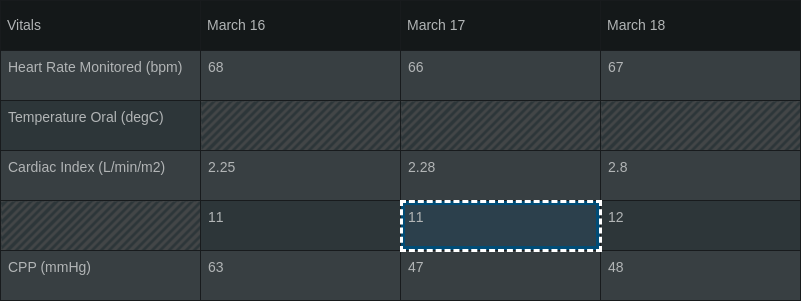 Vitals March 16 March 17 March 18
Heart Rate Monitored (bpm) 68 66 67
Temperature Oral (degC)
Cardiac Index (L/min/m2) 2.25 2.28 2.8
11 11 12
CPP (mmHg) 63 47 48